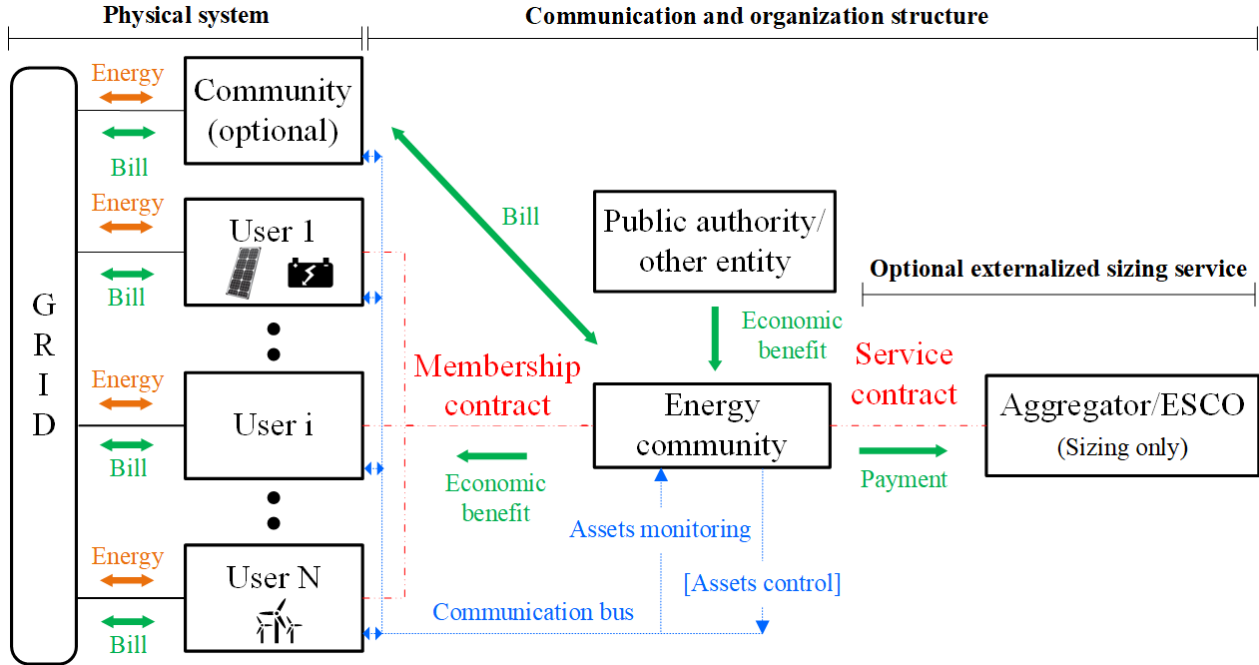 Physical system
Communication and organization structure
GRID
Energy
Bill
Community
(optional)
Energy
Bill
User 1
Energy
Bill
User i
Energy
Bill
User N
Bill
Public authority/
other entity
Economic
benefit
Optional externalized sizing service
Membership
contract
Economic
benefit
Energy
community
Service
contract
Payment
Aggregator/ESCO
(Sizing only)
Assets monitoring
[Assets control]
Communication bus